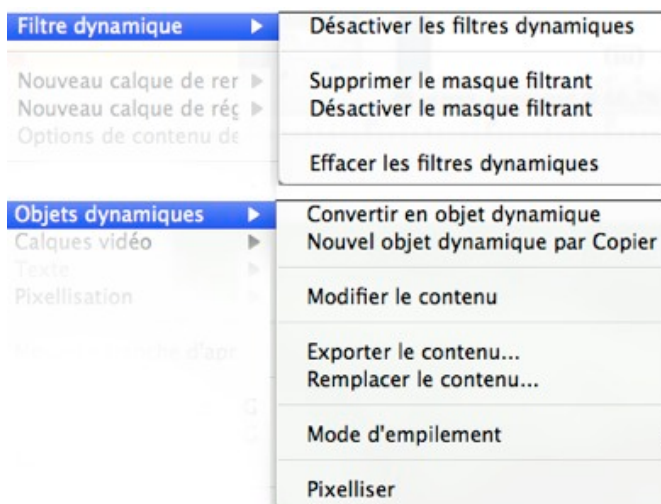 Filtre dynamique
Désactiver les filtres dynamiques
Nouveau calque de rer
Supprimer le masque filtrant
Nouveau calque de rég
Désactiver le masque filtrant
Options de contenu de
Effacer les filtres dynamiques
Objets dynamiques
Convertir en objet dynamique
Calques vidéo
Nouvel objet dynamique par Copier
Texte
Pixellisation
Modifier le contenu
Exporter le contenu...
Remplacer le contenu...
Mode d'empilement
Pixelliser